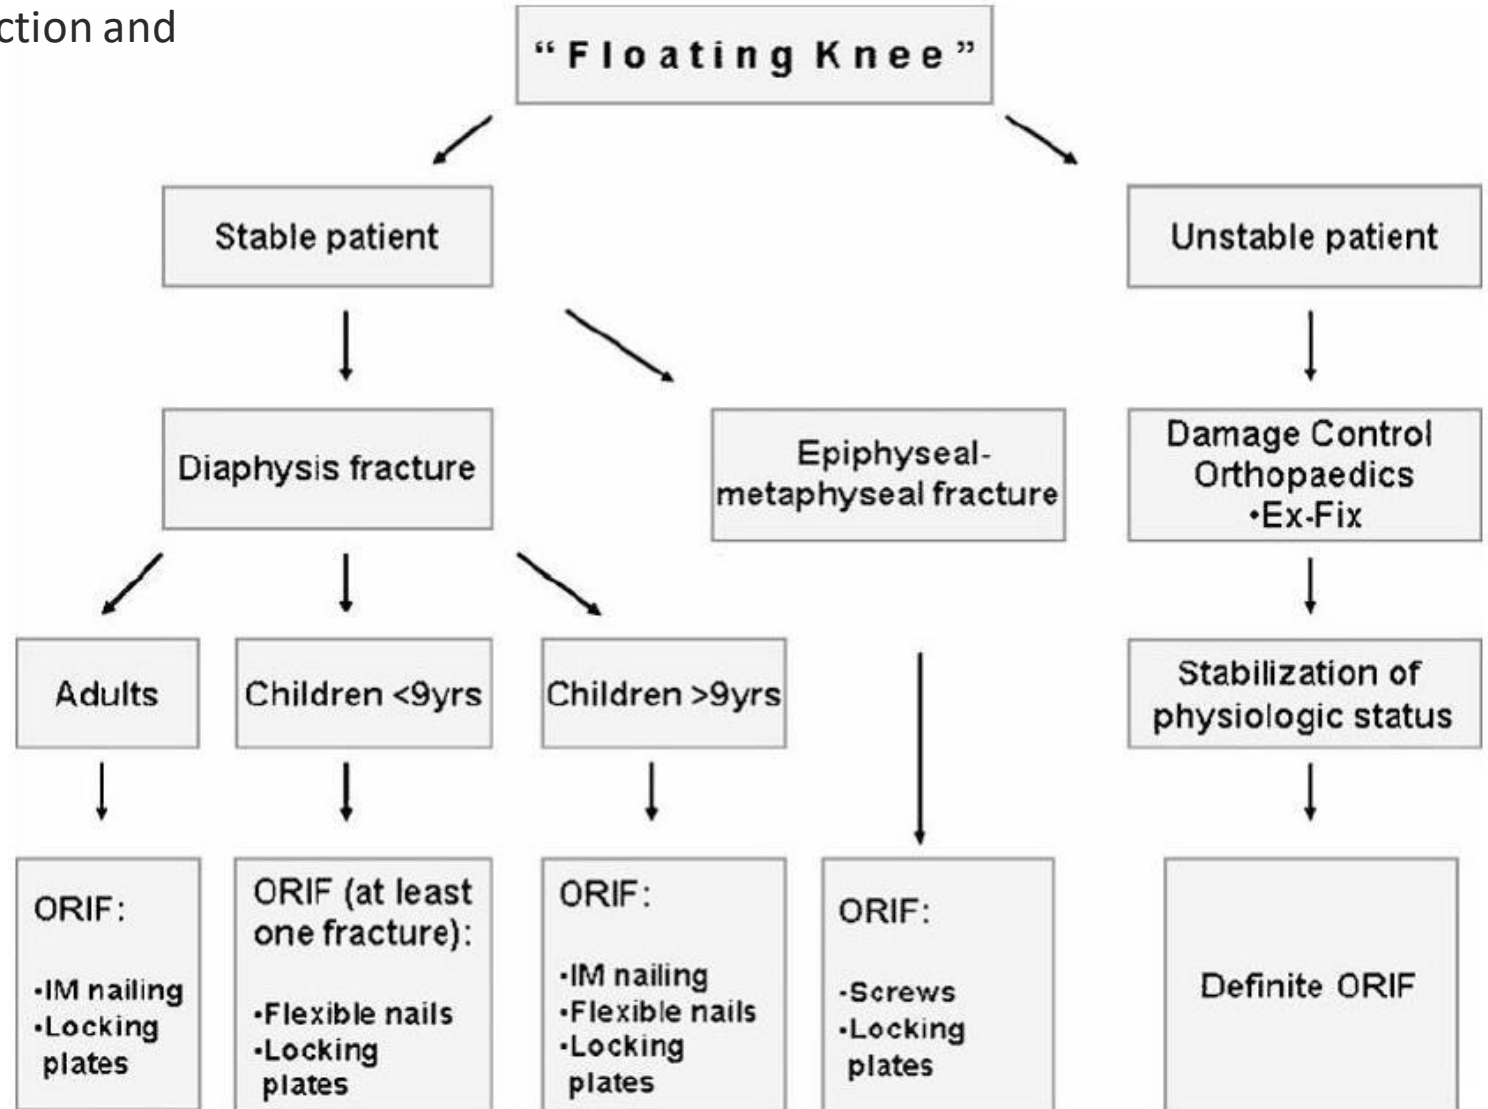 ction and
“Floating Knee”
Stable patient
Unstable patient
Diaphysis fracture
Epiphyseal-
metaphyseal fracture
Damage Control
Orthopaedics
•Ex-Fix
Adults
Children <9yrs
Children >9yrs
Stabilization of
physiologic status
ORIF:
•IM nailing
•Locking
plates
ORIF (at least
one fracture):
•Flexible nails
•Locking
plates
ORIF:
•IM nailing
•Flexible nails
•Locking
plates
ORIF:
•Screws
•Locking
plates
Definite ORIF